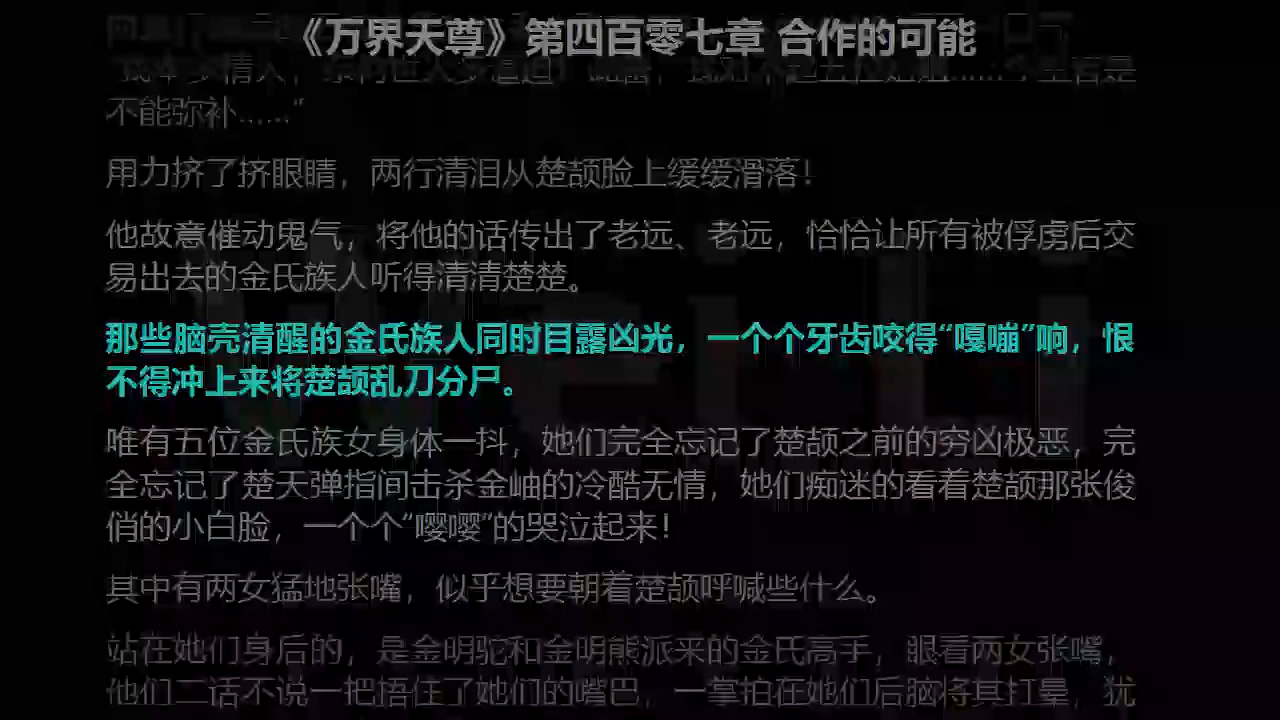 《万界天尊》第四百零七章 合作的可能
不能弥补……”
用力挤了挤眼睛，两行清泪从楚颉脸上缓缓滑落！
他故意催动鬼气，将他的话传出了老远、老远，恰恰让所有被俘虏后交
易出去的金氏族人听得清清楚楚。
那些脑壳清醒的金氏族人同时目露凶光，一个个牙齿咬得“嘎嘣”响，恨
不得冲上来将楚颉乱刀分尸。
唯有五位金氏族女身体一抖，她们完全忘记了楚颉之前的穷凶极恶，完
全忘记了楚天弹指间击杀金岫的冷酷无情，她们痴迷的看着楚颉那张俊
俏的小白脸，一个个“嘤嘤”的哭泣起来！
其中有两女猛地张嘴，似乎想要朝着楚颉呼喊些什么。
站在她们身后的，是金明驼和金明熊派来的金氏高手，眼看两女张嘴，
他们二话不说一把捂住了她们的嘴巴，一掌拍在她们后脑将其打晕，犹